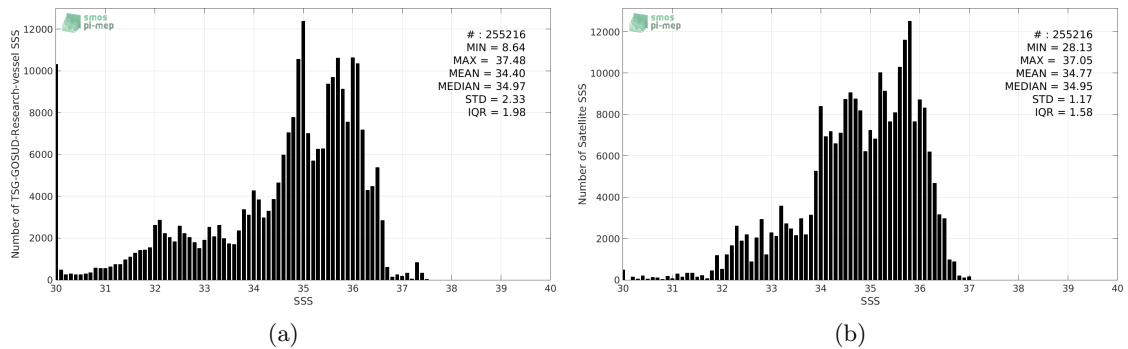 smos
pi-mep
# : 255216
MIN = 8.64
MAX = 37.48
MEAN = 34.40
MEDIAN = 34.97
STD = 2.33
IQR = 1.98
Number of TSG-GOSUD-Research-vessel SSS
12000
10000
8000
6000
4000
2000
0
30 31 32 33 34 35 36 37 38 39 40
SSS
(a)
smos
pi-mep
# : 255216
MIN = 28.13
MAX = 37.05
MEAN = 34.77
MEDIAN = 34.95
STD = 1.17
IQR = 1.58
Number of Satellite SSS
12000
10000
8000
6000
4000
2000
0
30 31 32 33 34 35 36 37 38 39 40
SSS
(b)